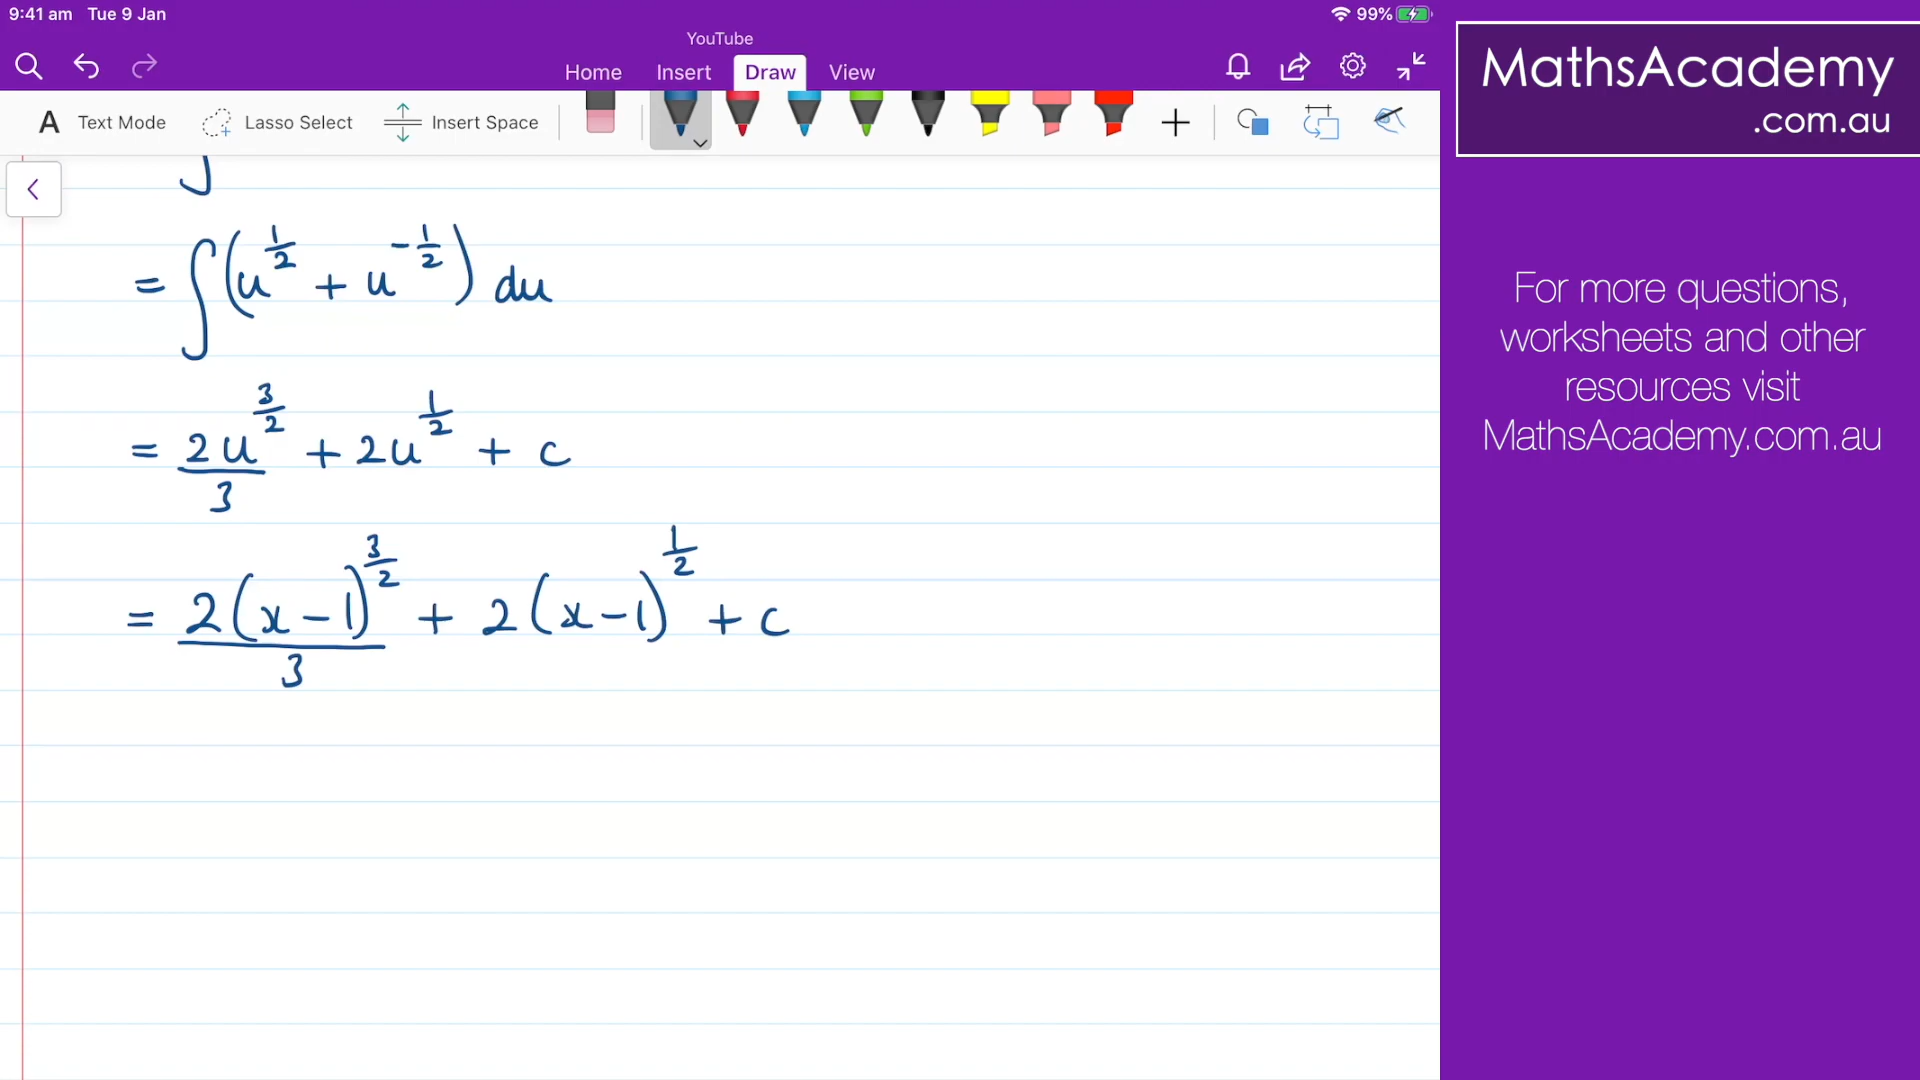 9:41 am Tue 9 Jan
99%
YouTube
Home Insert Draw View
A Text Mode Lasso Select Insert Space
∫
= ∫ (u^{1/2} + u^{-1/2}) du
= 2u^{3/2}/3 + 2u^{1/2} + c
= 2(x-1)^{3/2}/3 + 2(x-1)^{1/2} + c
MathsAcademy
.com.au
For more questions,
worksheets and other
resources visit
MathsAcademy.com.au